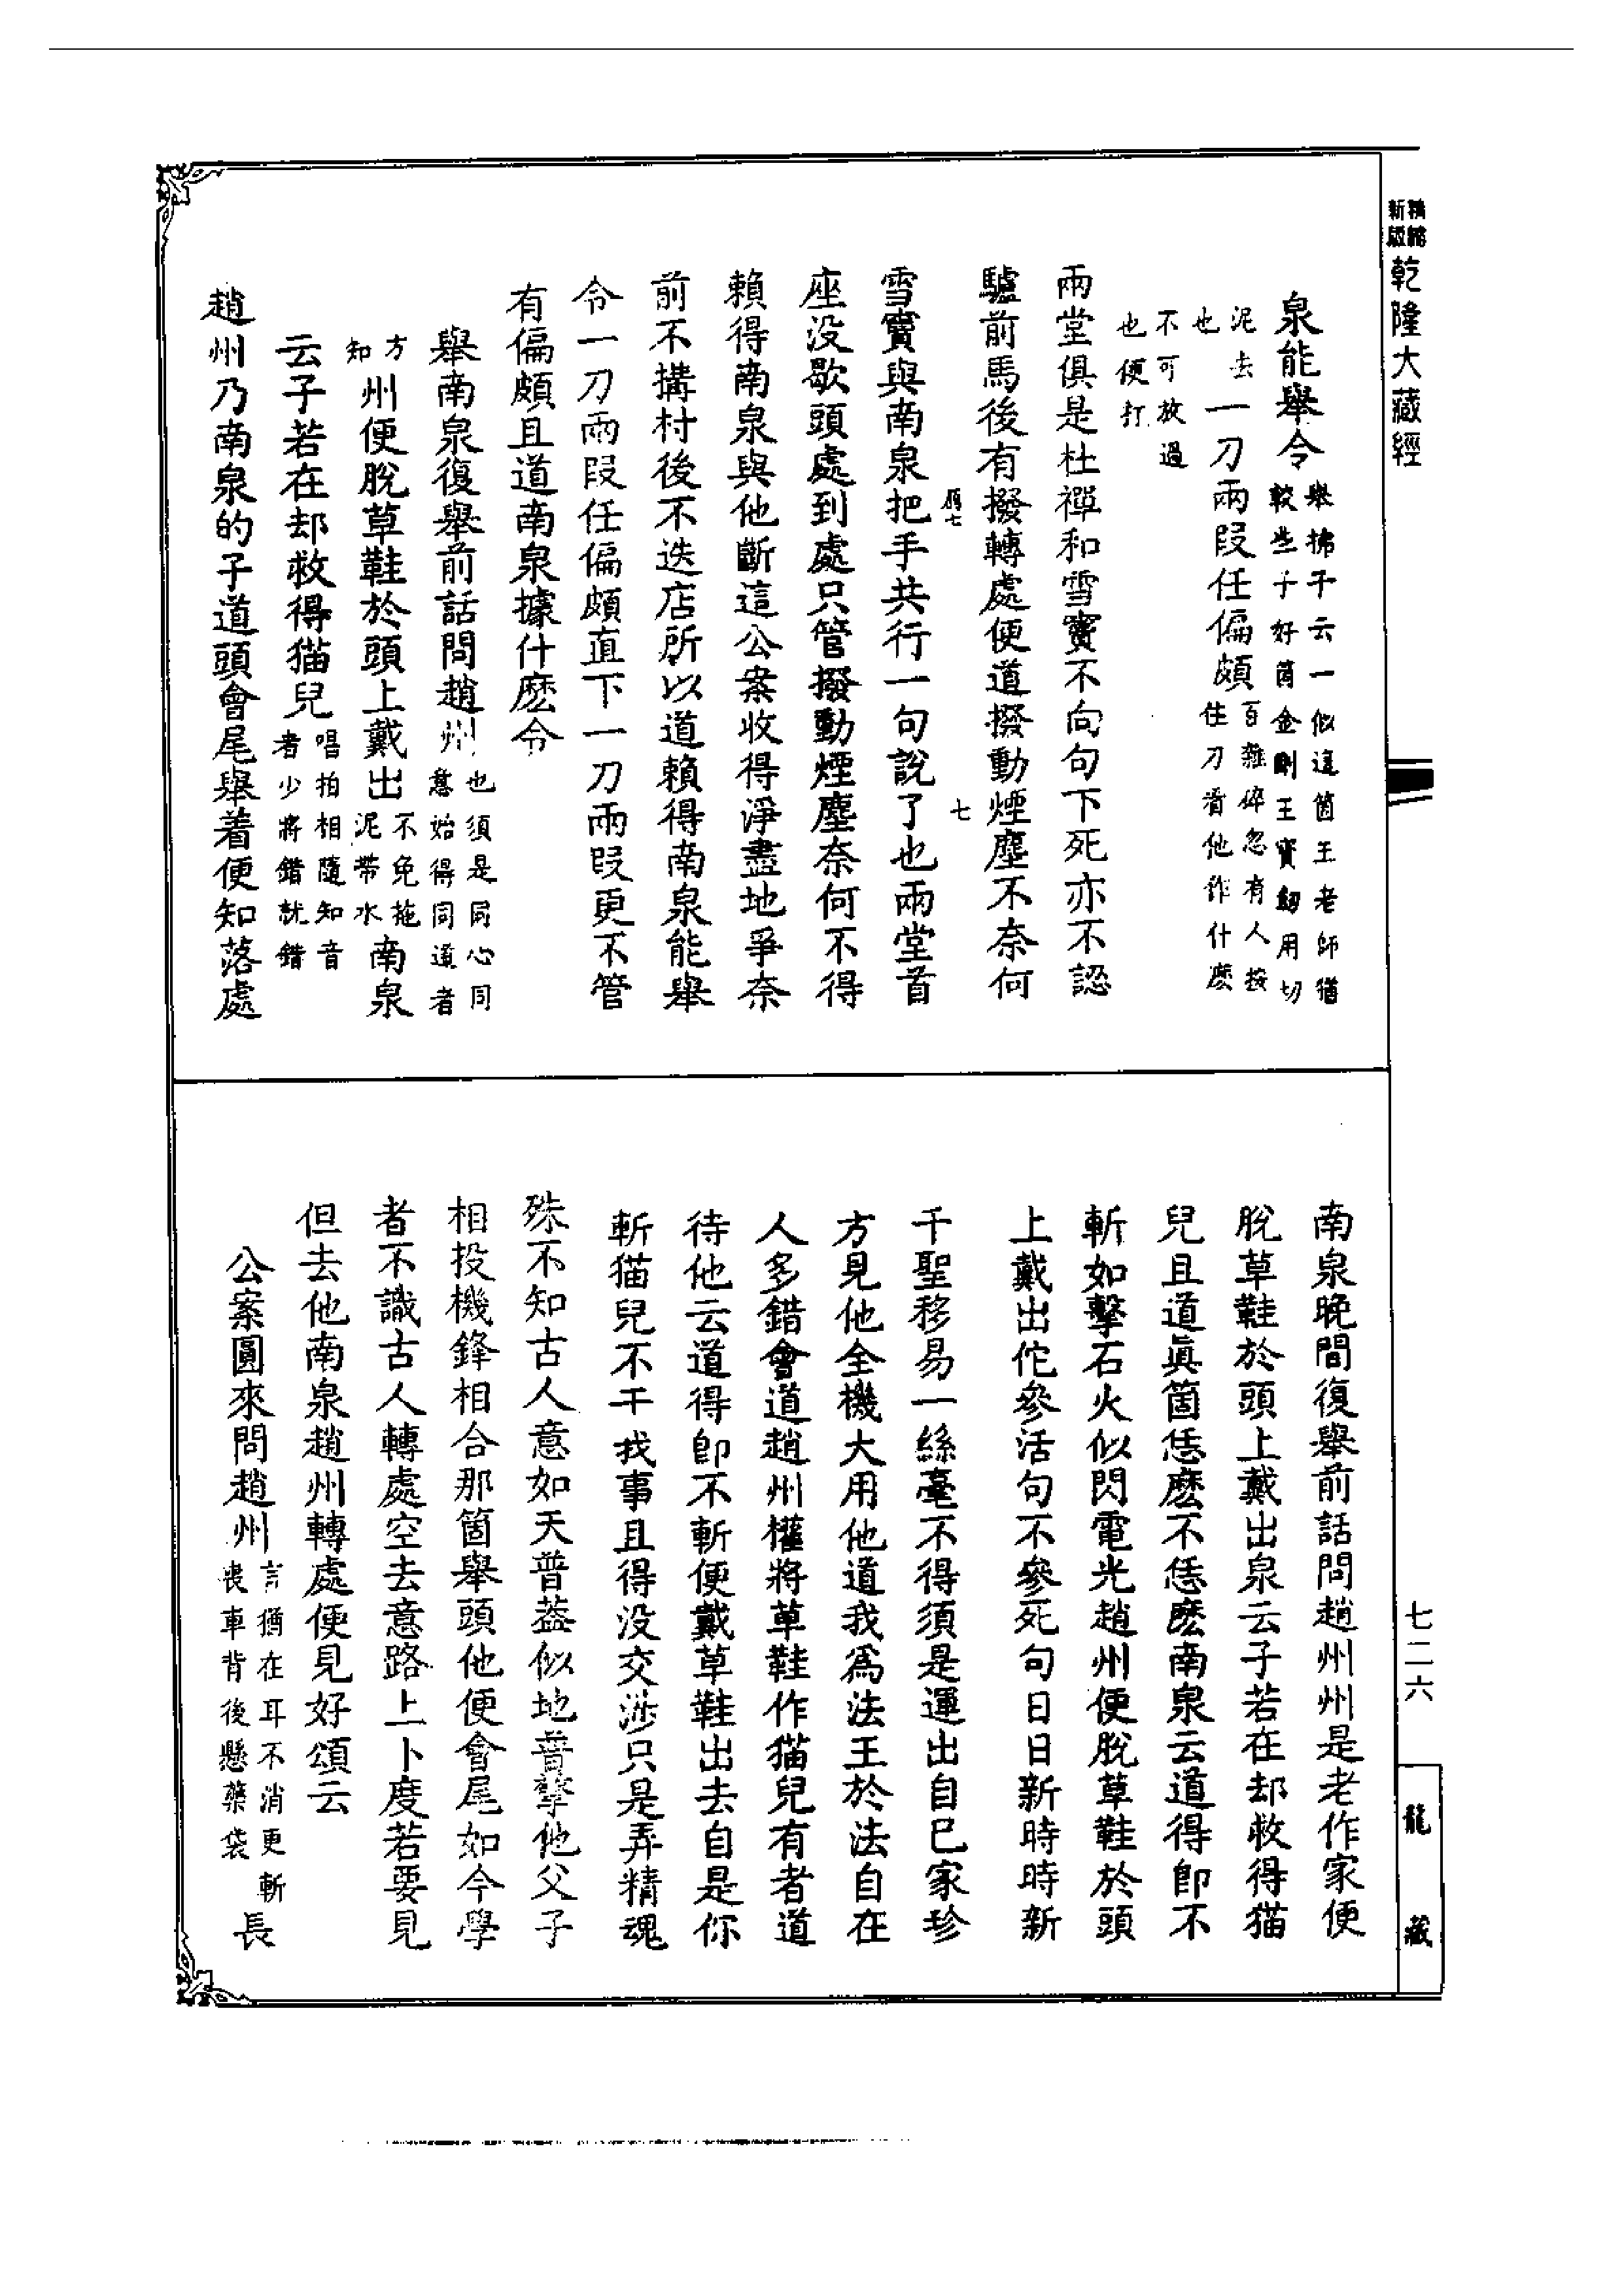 精縮新版乾隆大藏經
泉能舉令舉拂子云一似這箇王老師猶較些子好箇金剛王寶劒用切
泥去也一刀兩段任偏頗百雜碎忽有人按住刀看他作什麽
不可放過也便打
兩堂俱是杜禪和雪竇不向句下死亦不認
驢前馬後有撥轉處便道撥動煙塵不奈何
雁七
七
雪竇與南泉把手共行一句說了也兩堂首
座没歇頭處到處只管撥動煙塵奈何不得
賴得南泉與他斷這公案收得淨盡地爭奈
前不搆村後不迭店所以道賴得南泉能舉
令一刀兩段任偏頗直下一刀兩段更不管
有偏頗且道南泉據什麽令
舉南泉復舉前話問趙州也須是同心同意始得同道者
方知州便脫草鞋於頭上戴出不免拖泥帶水南泉
云子若在却救得猫兒唱拍相隨知音者少將錯就錯
趙州乃南泉的子道頭會尾舉着便知落處
南泉晚間復舉前話問趙州州是老作家便
脫草鞋於頭上戴出泉云子若在却救得猫
兒且道眞箇恁麽不恁麽南泉云道得卽不
斬如擊石火似閃電光趙州便脫草鞋於頭
上戴出佗參活句不參死句日日新時時新
千聖移易一絲毫不得須是運出自已家珍
方見他全機大用他道我爲法王於法自在
人多錯會道趙州權將草鞋作猫兒有者道
待他云道得卽不斬便戴草鞋出去自是你
斬猫兒不干我事且得没交涉只是弄精魂
殊不知古人意如天普葢似地普擎他父子
相投機鋒相合那箇舉頭他便會尾如今學
者不識古人轉處空去意路上卜度若要見
但去他南泉趙州轉處便見好頌云
公案圓來問趙州言猶在耳不消更斬喪車背後懸藥袋長
七二六
龍藏